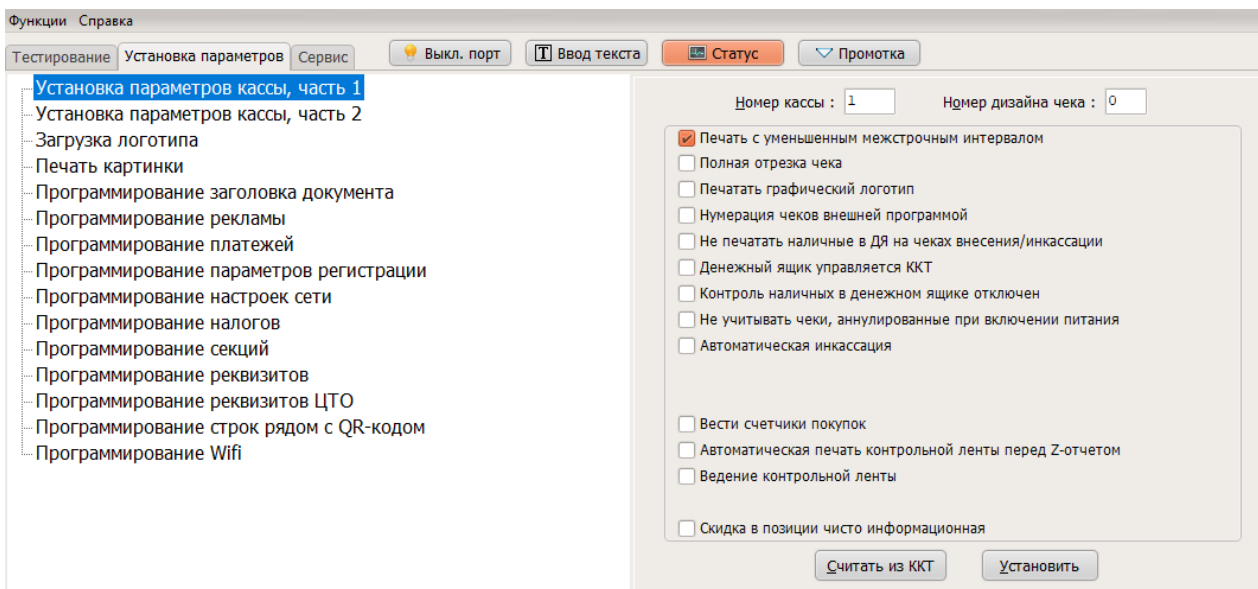 Функции Справка
Тестирование Установка параметров Сервис Выкл. порт Ввод текста Статус Промотка
Установка параметров кассы, часть 1
Установка параметров кассы, часть 2
Загрузка логотипа
Печать картинки
Программирование заголовка документа
Программирование рекламы
Программирование платежей
Программирование параметров регистрации
Программирование настроек сети
Программирование налогов
Программирование секций
Программирование реквизитов
Программирование реквизитов ЦТО
Программирование строк рядом с QR-кодом
Программирование Wifi
Номер кассы : 1 Номер дизайна чека : 0
Печать с уменьшенным межстрочным интервалом
Полная отрезка чека
Печатать графический логотип
Нумерация чеков внешней программой
Не печатать наличные в ДЯ на чеках внесения/инкассации
Денежный ящик управляется ККТ
Контроль наличных в денежном ящике отключен
Не учитывать чеки, аннулированные при включении питания
Автоматическая инкассация
Вести счетчики покупок
Автоматическая печать контрольной ленты перед Z-отчетом
Ведение контрольной ленты
Скидка в позиции чисто информационная
Считать из ККТ Установить